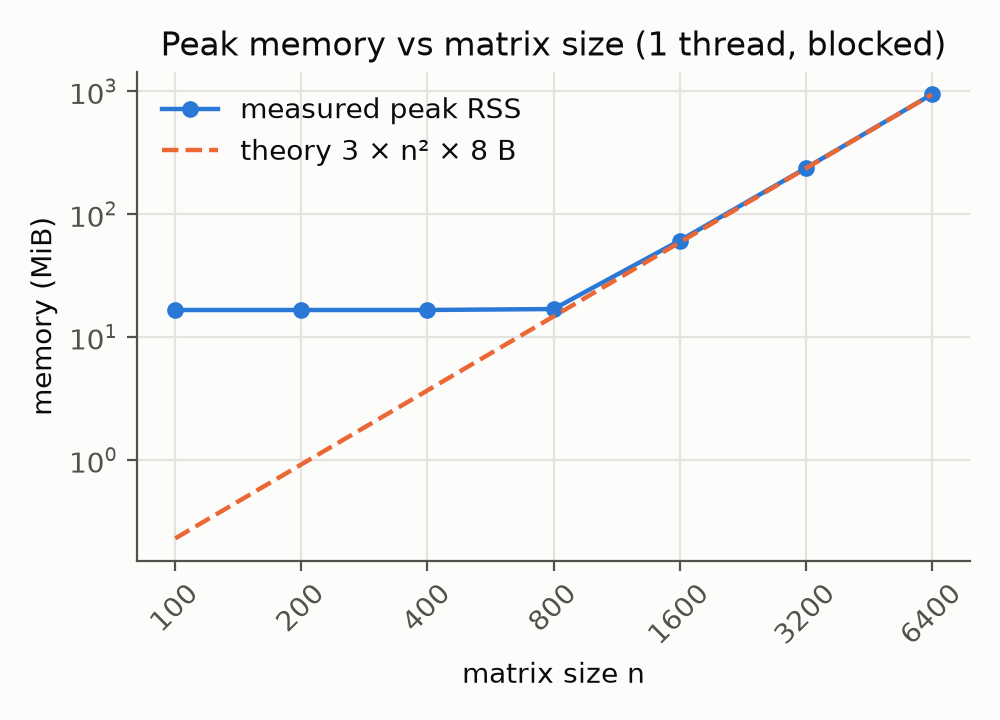 Peak memory vs matrix size (1 thread, blocked)
measured peak RSS
theory 3 × n² × 8 B
memory (MiB)
10³
10²
10¹
10⁰
100 200 400 800 1600 3200 6400
matrix size n